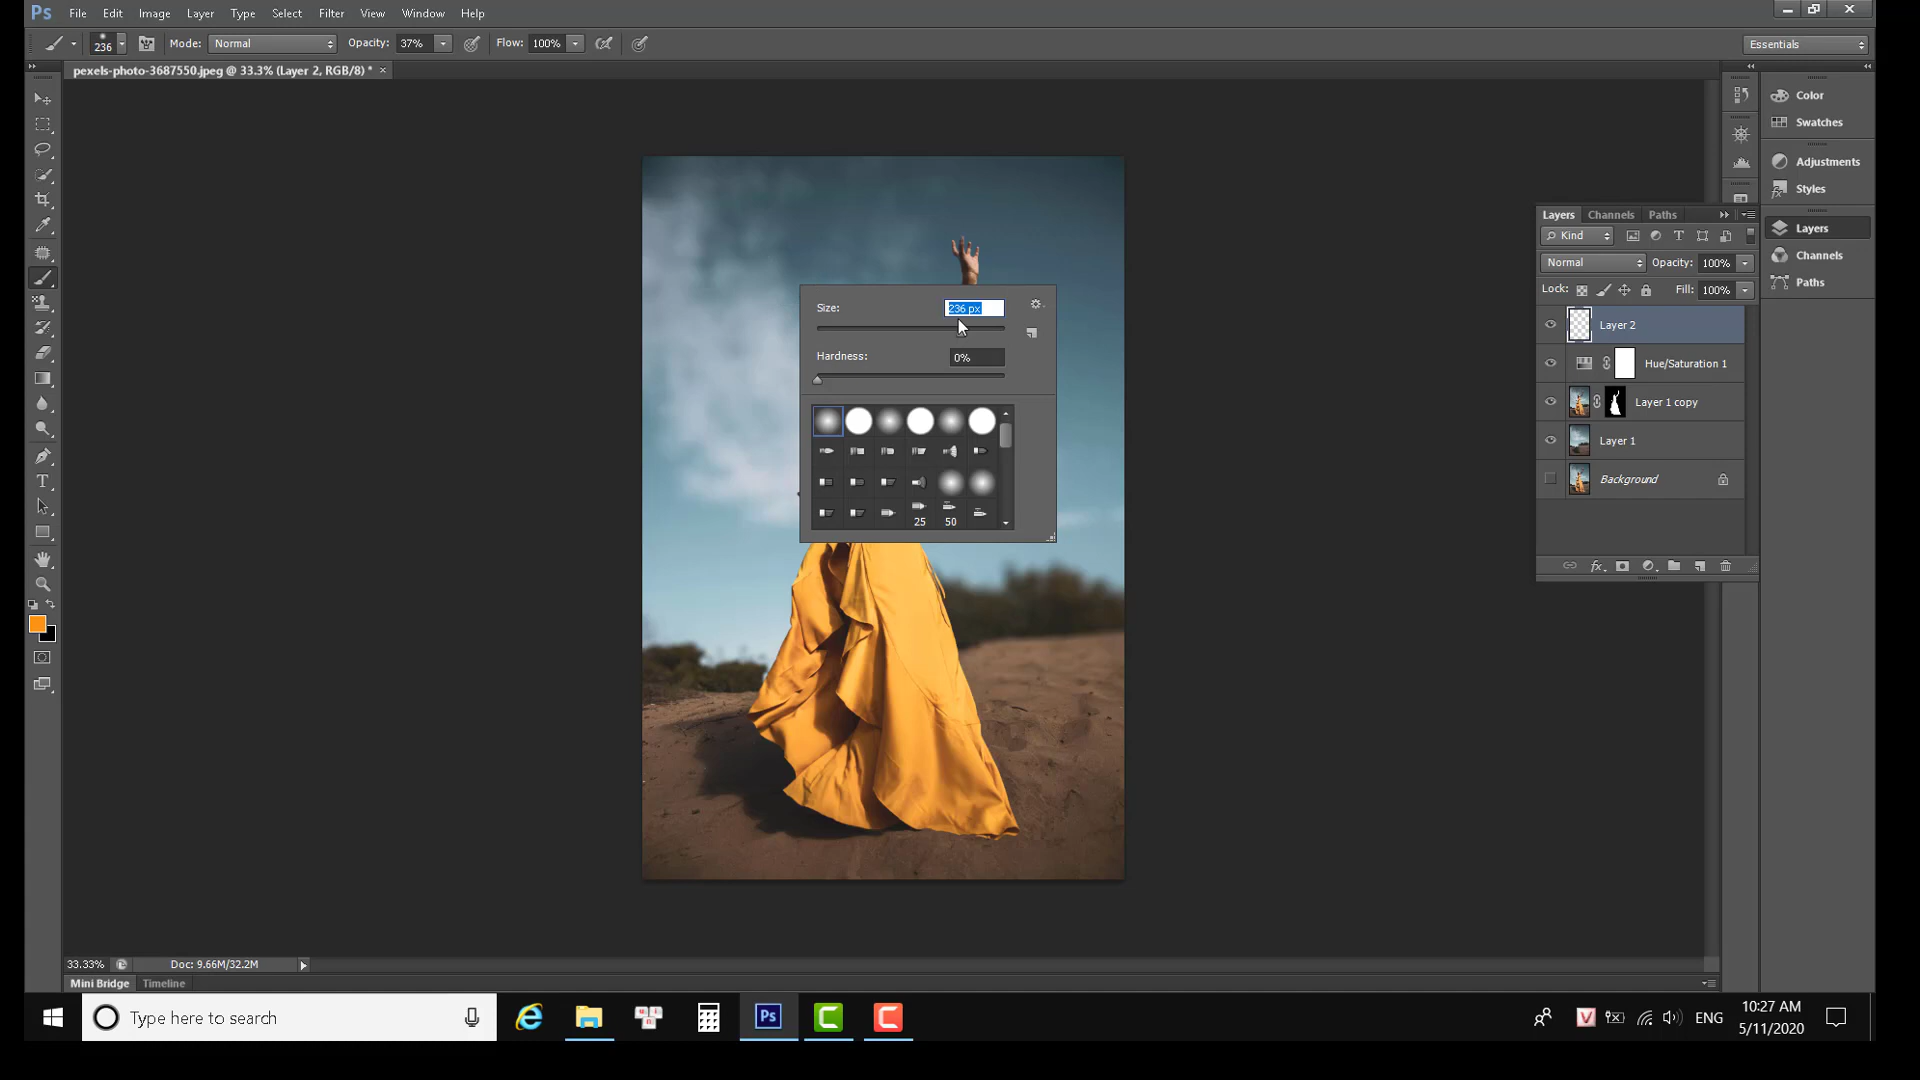 Ps File Edit Image Layer Type Select Filter View Window Help
236 Mode: Normal Opacity: 37% Flow: 100% Essentials
pexels-photo-3687550.jpeg @ 33.3% (Layer 2, RGB/8) * ×
Color
Swatches
Adjustments
Styles
Layers
Channels
Paths
Layers Channels Paths
Kind
Normal Opacity: 100%
Lock: Fill: 100%
Layer 2
Hue/Saturation 1
Layer 1 copy
Layer 1
Background
Size: 236 px
Hardness: 0%
25 50
T
33.33% Doc: 9.66M/32.2M
Mini Bridge Timeline
Type here to search
Ps
ENG
10:27 AM
5/11/2020